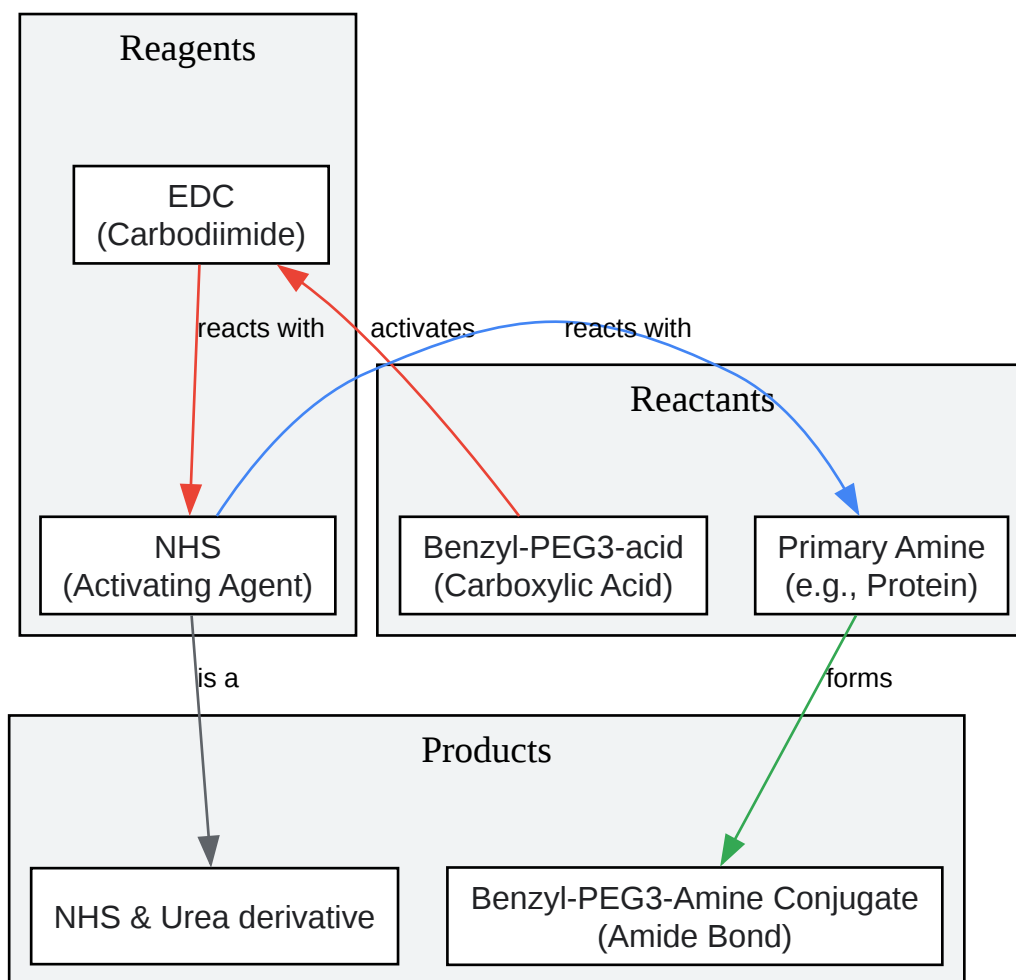 Reagents
EDC
(Carbodiimide)
reacts with
activates
reacts with
Reactants
NHS
(Activating Agent)
Benzyl-PEG3-acid
(Carboxylic Acid)
Primary Amine
(e.g., Protein)
is a
forms
Products
NHS & Urea derivative
Benzyl-PEG3-Amine Conjugate
(Amide Bond)